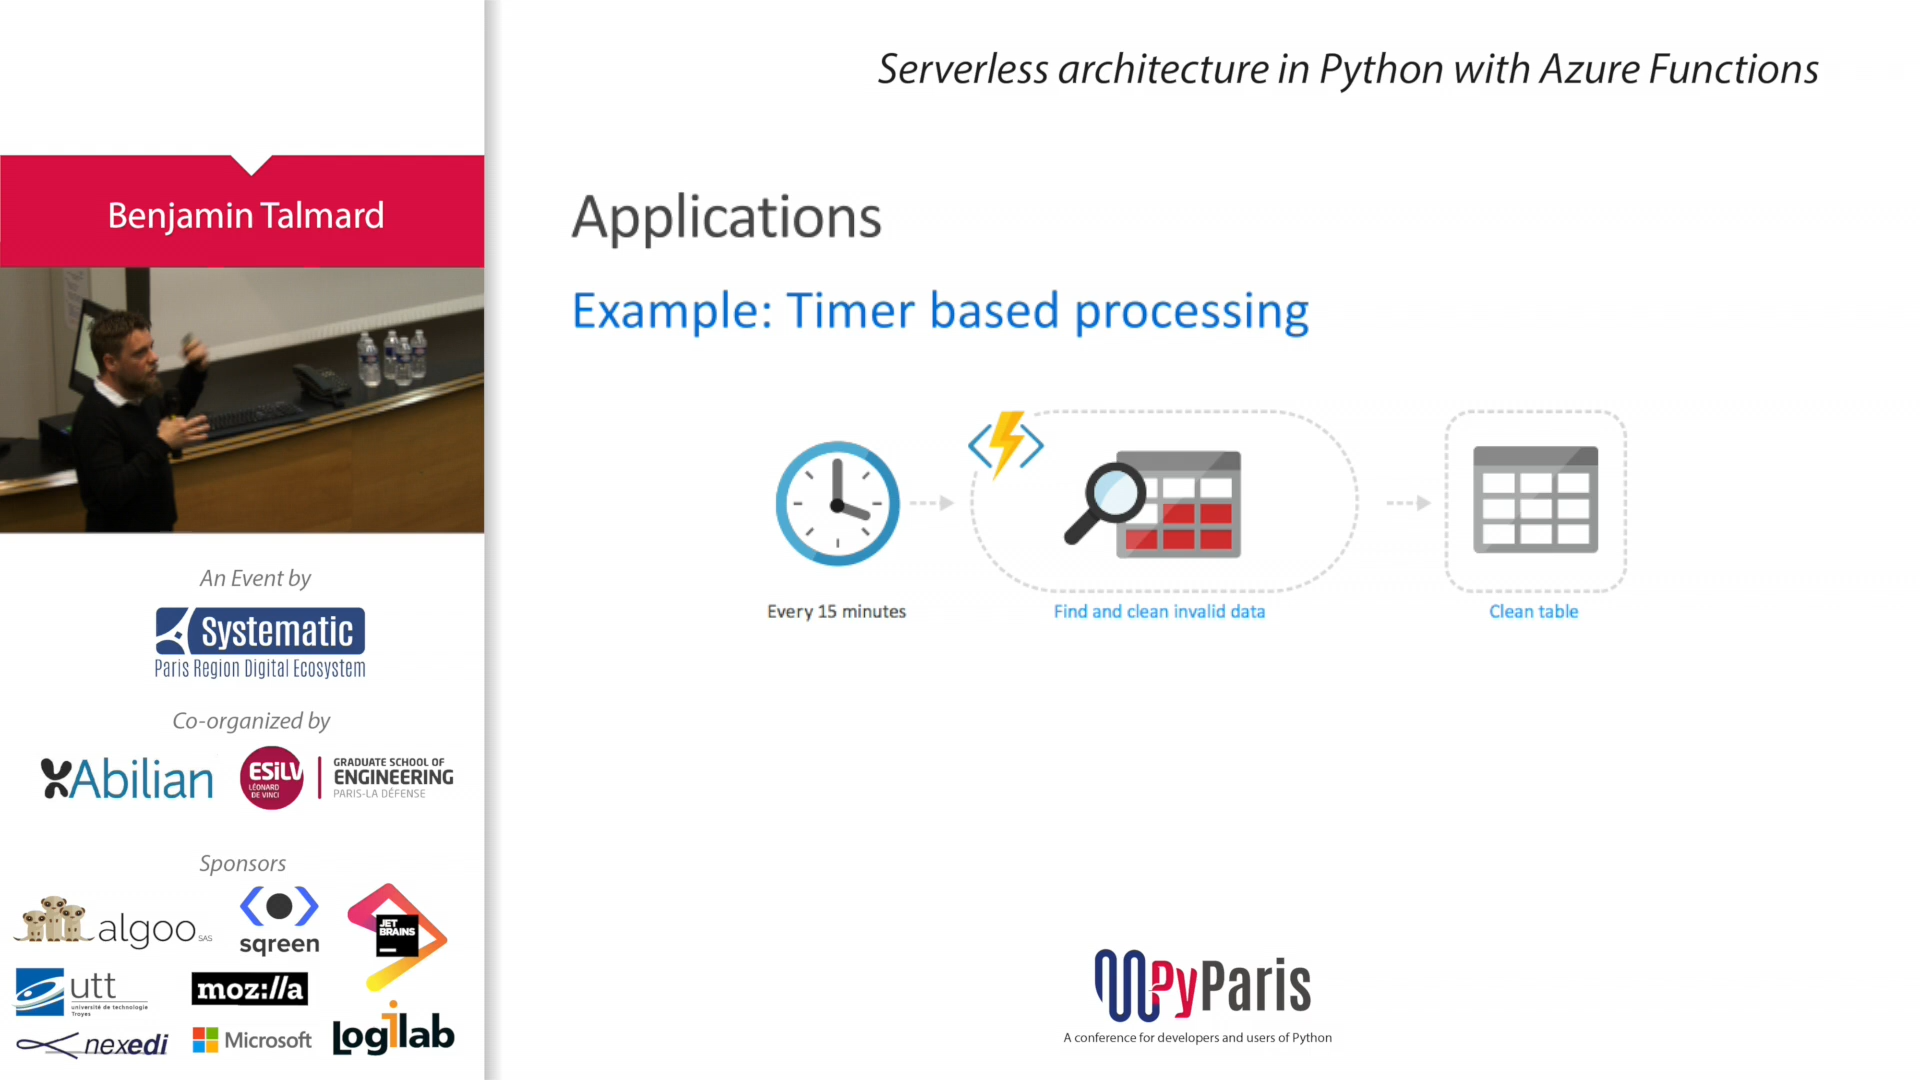 Serverless architecture in Python with Azure Functions
Benjamin Talmard
Applications
Example: Timer based processing
Every 15 minutes
Find and clean invalid data
Clean table
An Event by
Systematic
Paris Region Digital Ecosystem
Co-organized by
Abilian
ESILV
LÉONARD
DE VINCI
GRADUATE SCHOOL OF
ENGINEERING
PARIS-LA DÉFENSE
Sponsors
algoo SAS
sqreen
JET
BRAINS
utt
université de technologie
Troyes
moz://a
nexedi
Microsoft
logilab
PyParis
A conference for developers and users of Python